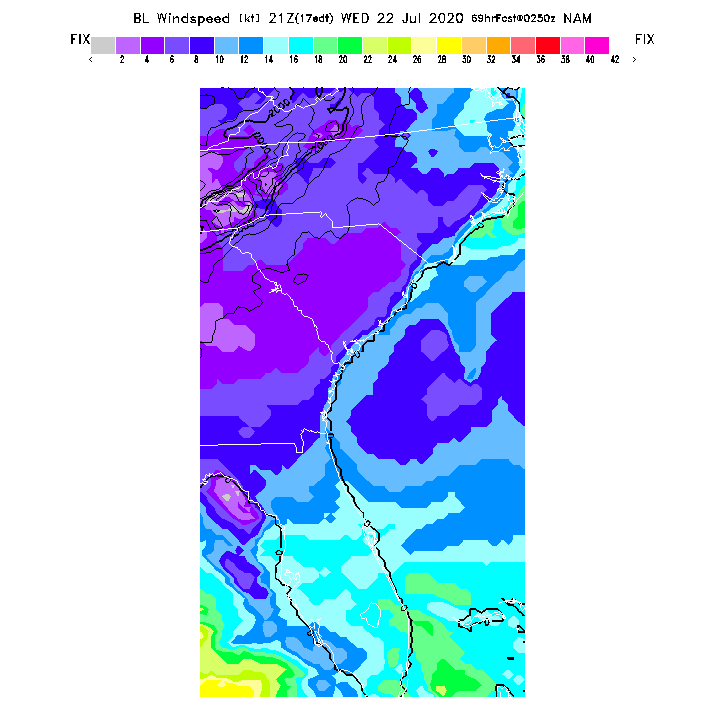 BL Windspeed [kt] 21Z(17edt) WED 22 Jul 2020 69hrFcst@0250z NAM
FIX FIX
< 2 4 6 8 10 12 14 16 18 20 22 24 26 28 30 32 34 36 38 40 42 >